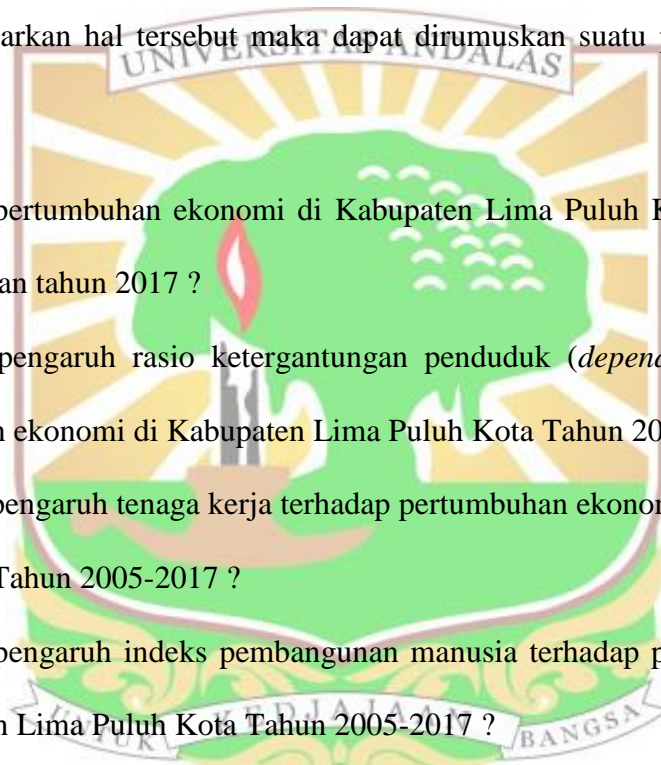 arkan hal tersebut maka dapat dirumuskan suatu
UNIVERSITAS ANDALAS
pertumbuhan ekonomi di Kabupaten Lima Puluh
an tahun 2017 ?
pengaruh rasio ketergantungan penduduk (depend
ekonomi di Kabupaten Lima Puluh Kota Tahun 20
pengaruh tenaga kerja terhadap pertumbuhan ekonom
Tahun 2005-2017 ?
pengaruh indeks pembangunan manusia terhadap
Lima Puluh Kota Tahun 2005-2017 ?
UNTUK KEDJAJAAN BANGSA